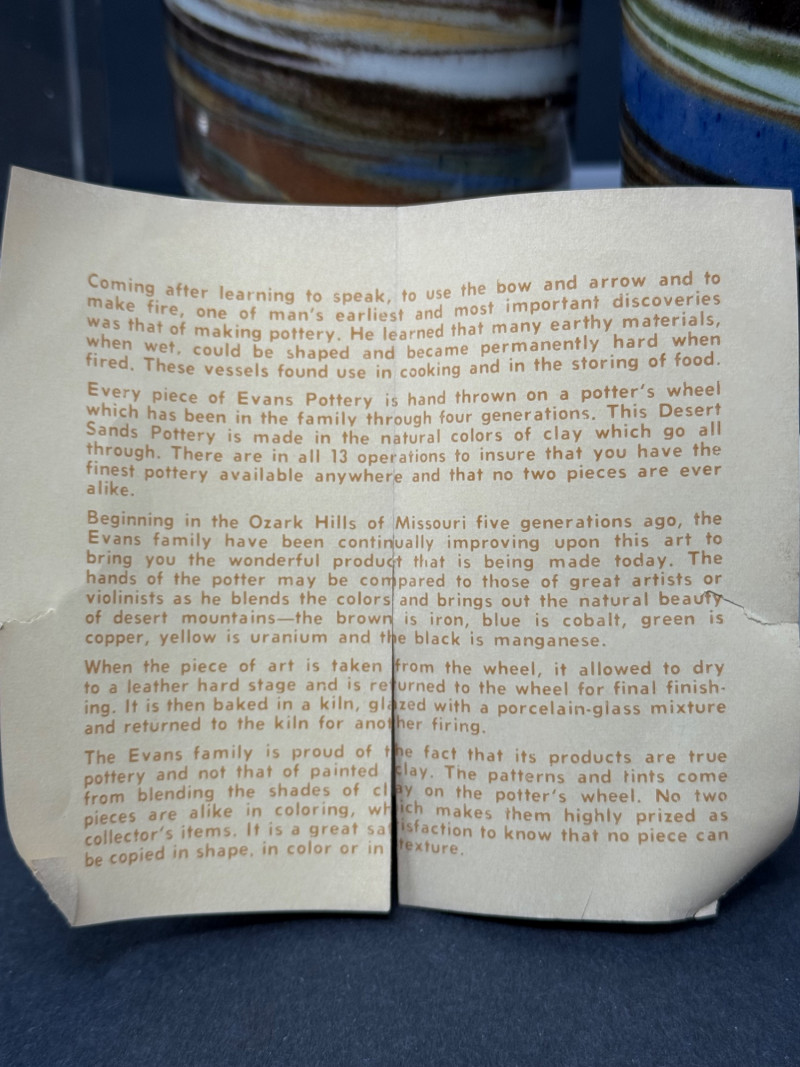 Coming after learning to speak, to use the bow and arrow and to
make fire, one of man's earliest and most important discoveries
was that of making pottery. He learned that many earthy materials,
when wet, could be shaped and became permanently hard when
fired. These vessels found use in cooking and in the storing of food.
Every piece of Evans Pottery is hand thrown on a potter's wheel
which has been in the family through four generations. This Desert
Sands Pottery is made in the natural colors of clay which go all
through. There are in all 13 operations to insure that you have the
finest pottery available anywhere and that no two pieces are ever
alike.
Beginning in the Ozark Hills of Missouri five generations ago, the
Evans family have been continually improving upon this art to
bring you the wonderful product that is being made today. The
hands of the potter may be compared to those of great artists or
violinists as he blends the colors and brings out the natural beauty
of desert mountains—the brown is iron, blue is cobalt, green is
copper, yellow is uranium and the black is manganese.
When the piece of art is taken from the wheel, it allowed to dry
to a leather hard stage and is returned to the wheel for final finish-
ing. It is then baked in a kiln, glazed with a porcelain-glass mixture
and returned to the kiln for another firing.
The Evans family is proud of the fact that its products are true
pottery and not that of painted clay. The patterns and tints come
from blending the shades of clay on the potter's wheel. No two
pieces are alike in coloring, which makes them highly prized as
collector's items. It is a great satisfaction to know that no piece can
be copied in shape, in color or in texture.